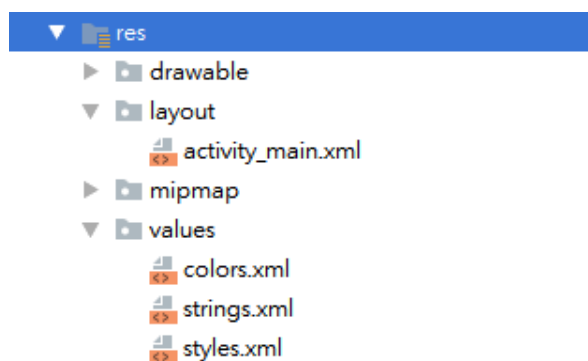 res
drawable
layout
activity_main.xml
mipmap
values
colors.xml
strings.xml
styles.xml